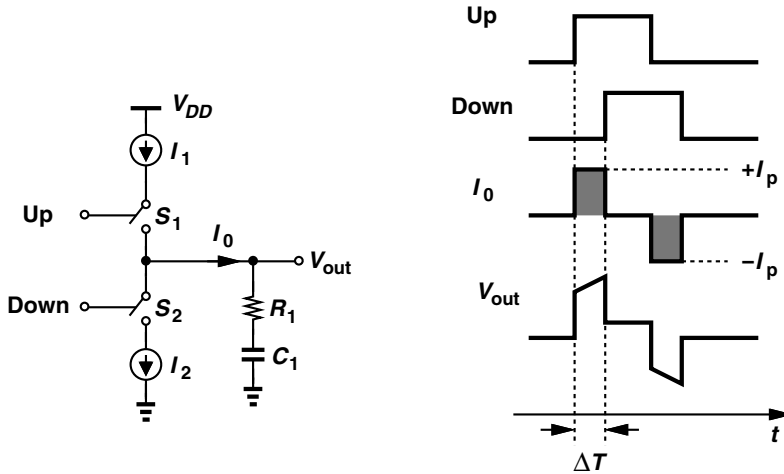 V_DD
I_1
Up
S_1
I_0
V_out
Down
S_2
R_1
C_1
I_2
Up
Down
I_0
+I_p
−I_p
V_out
t
ΔT